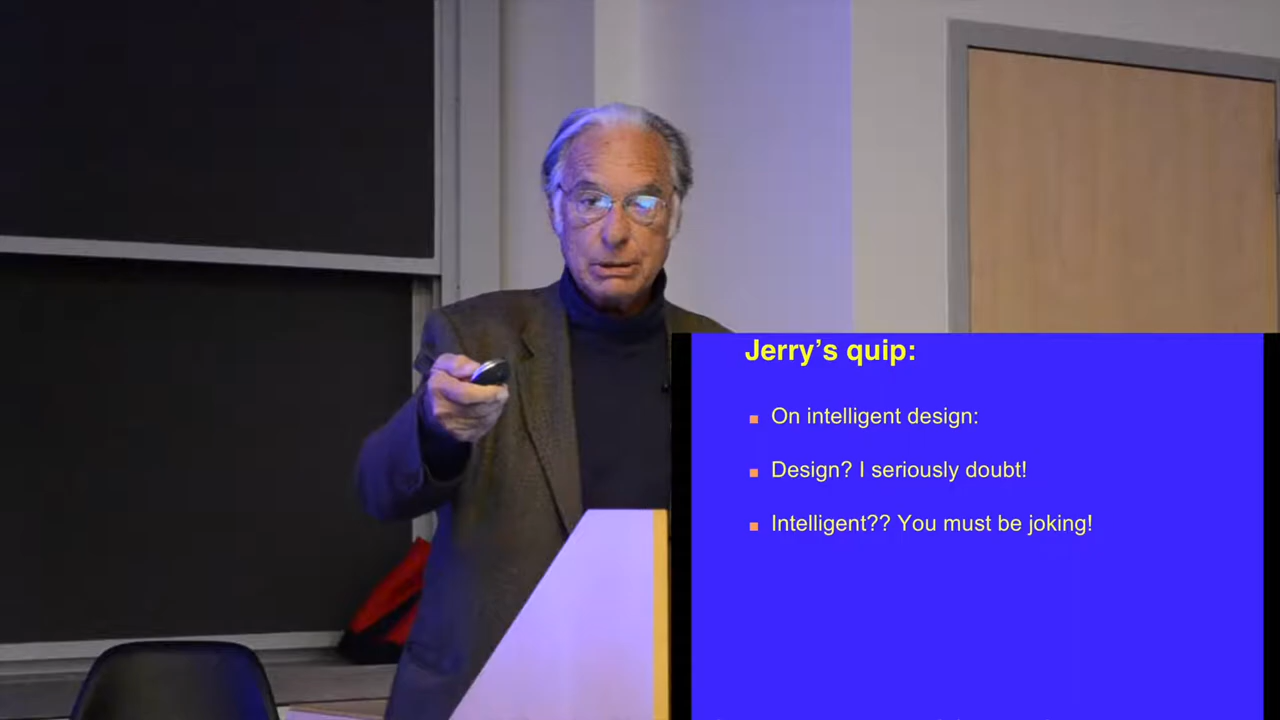 Jerry’s quip:
On intelligent design:
Design? I seriously doubt!
Intelligent?? You must be joking!